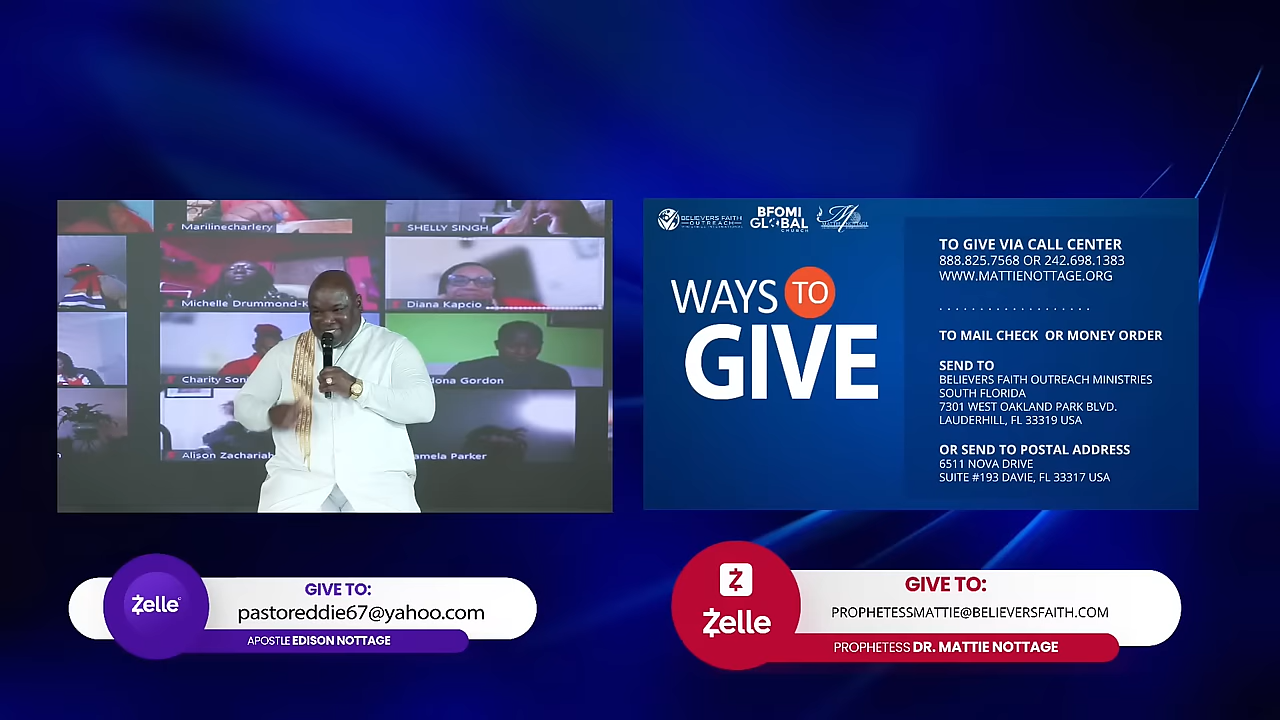 Marilinecharlery
SHELLY SINGH
Michelle Drummond-K
Diana Kapcio
Charity Son
dona Gordon
Alison Zachariah
amela Parker
BELIEVERS FAITH
OUTREACH
BFOMI
GLOBAL
CHURCH
WAYS TO
GIVE
TO GIVE VIA CALL CENTER
888.825.7568 OR 242.698.1383
WWW.MATTIENOTTAGE.ORG
. . . . . . . . . . . . . . . . . . .
TO MAIL CHECK OR MONEY ORDER
SEND TO
BELIEVERS FAITH OUTREACH MINISTRIES
SOUTH FLORIDA
7301 WEST OAKLAND PARK BLVD.
LAUDERHILL, FL 33319 USA
OR SEND TO POSTAL ADDRESS
6511 NOVA DRIVE
SUITE #193 DAVIE, FL 33317 USA
Zelle
GIVE TO:
pastoreddie67@yahoo.com
APOSTLE EDISON NOTTAGE
Zelle
GIVE TO:
PROPHETESSMATTIE@BELIEVERSFAITH.COM
PROPHETESS DR. MATTIE NOTTAGE